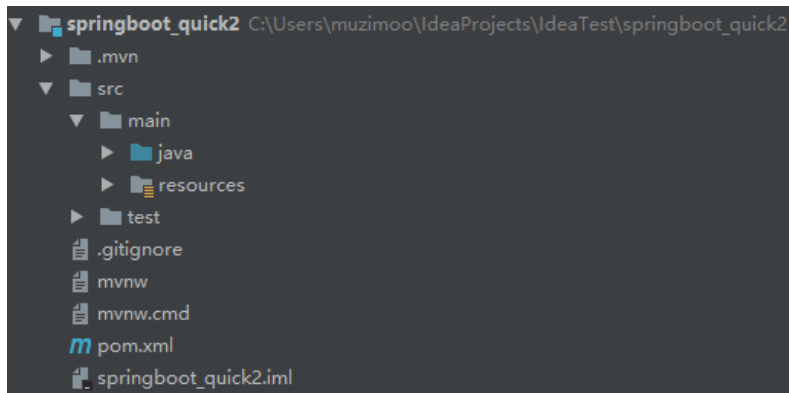 springboot_quick2 C:\Users\muzimoo\IdeaProjects\IdeaTest\springboot_quick2
.mvn
src
main
java
resources
test
.gitignore
mvnw
mvnw.cmd
pom.xml
springboot_quick2.iml